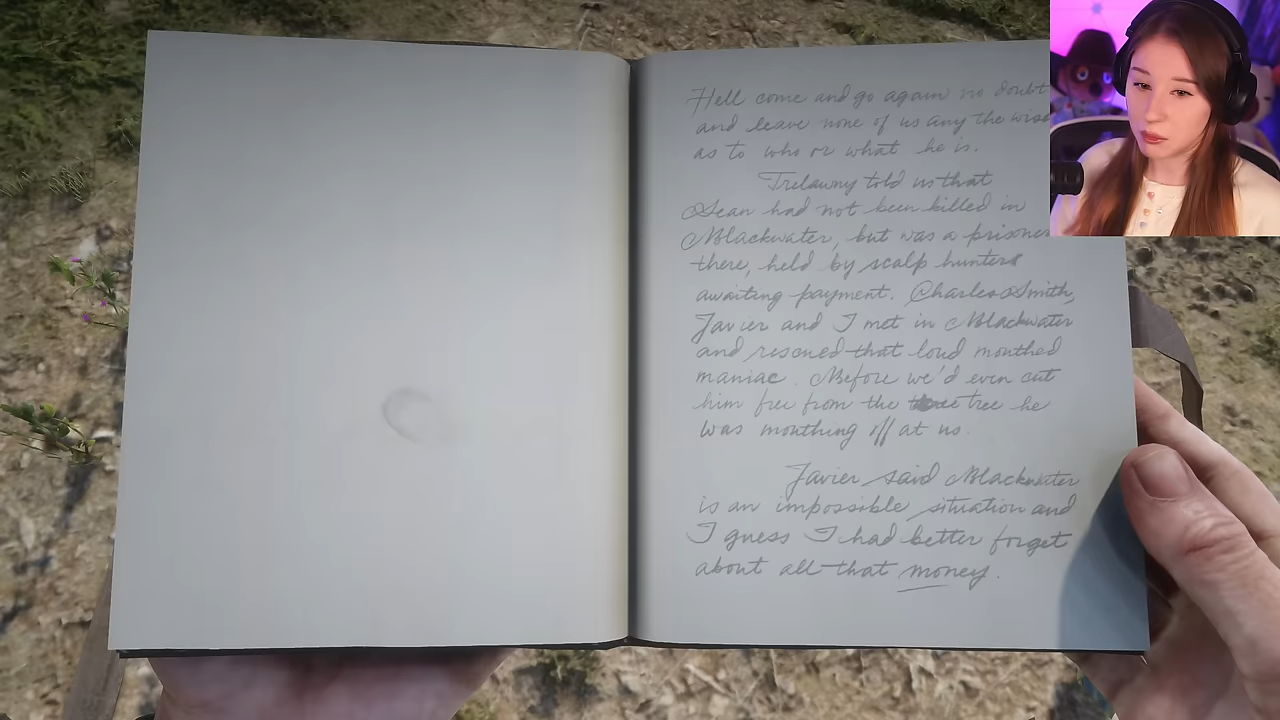 Hell come and go again no doubt
and leave none of us any the wise
as to who or what he is.
Trelawny told us that
Sean had not been killed in
Blackwater, but was a prisoner
there, held by scalp hunters
awaiting payment. Charles Smith,
Javier and I met in Blackwater
and rescued that loud mouthed
maniac. Before we'd even cut
him free from the tree he
was mouthing off at us.
Javier said Blackwater
is an impossible situation and
I guess I had better forget
about all that money.